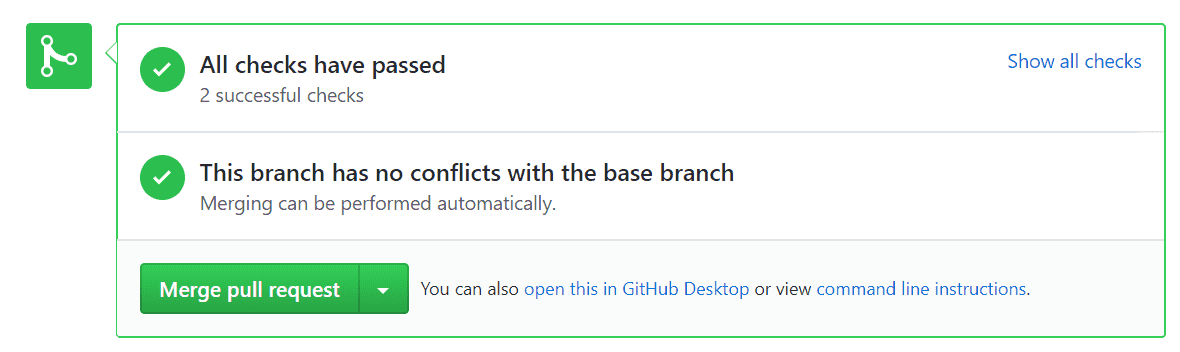 All checks have passed
Show all checks
2 successful checks
This branch has no conflicts with the base branch
Merging can be performed automatically.
Merge pull request
You can also open this in GitHub Desktop or view command line instructions.